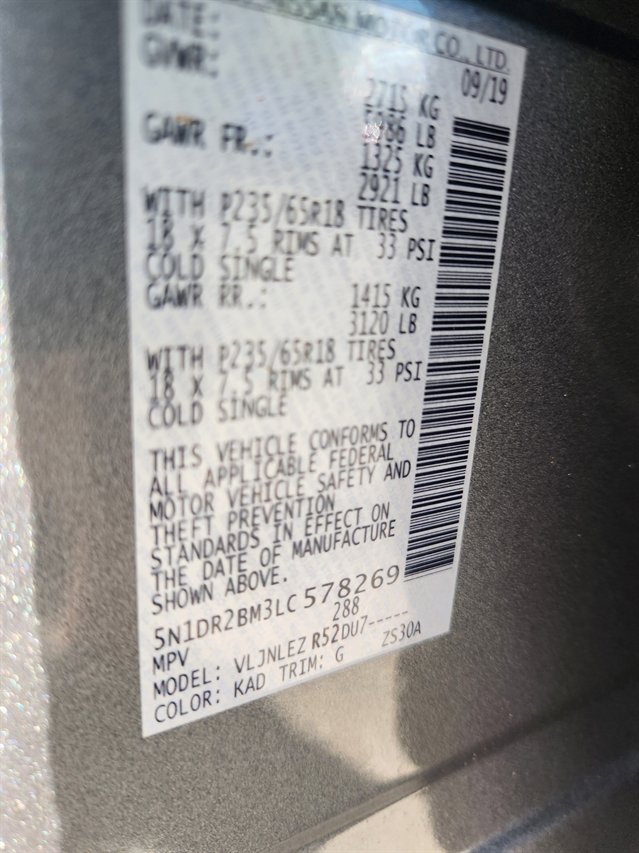 NISSAN MOTOR CO., LTD.
DATE: 09/19
GVWR: 2715 KG
LB
GAWR FR.: 1325 KG
2921 LB
WITH P235/65R18 TIRES
18 X 7.5 RIMS AT 33 PSI
COLD SINGLE
GAWR RR.: 1415 KG
3120 LB
WITH P235/65R18 TIRES
18 X 7.5 RIMS AT 33 PSI
COLD SINGLE
THIS VEHICLE CONFORMS TO
ALL APPLICABLE FEDERAL
MOTOR VEHICLE SAFETY AND
THEFT PREVENTION
STANDARDS IN EFFECT ON
THE DATE OF MANUFACTURE
SHOWN ABOVE.
5N1DR2BM3LC578269
MPV 288
MODEL: VLJNLEZ R52DU7-----
COLOR: KAD TRIM: G ZS30A